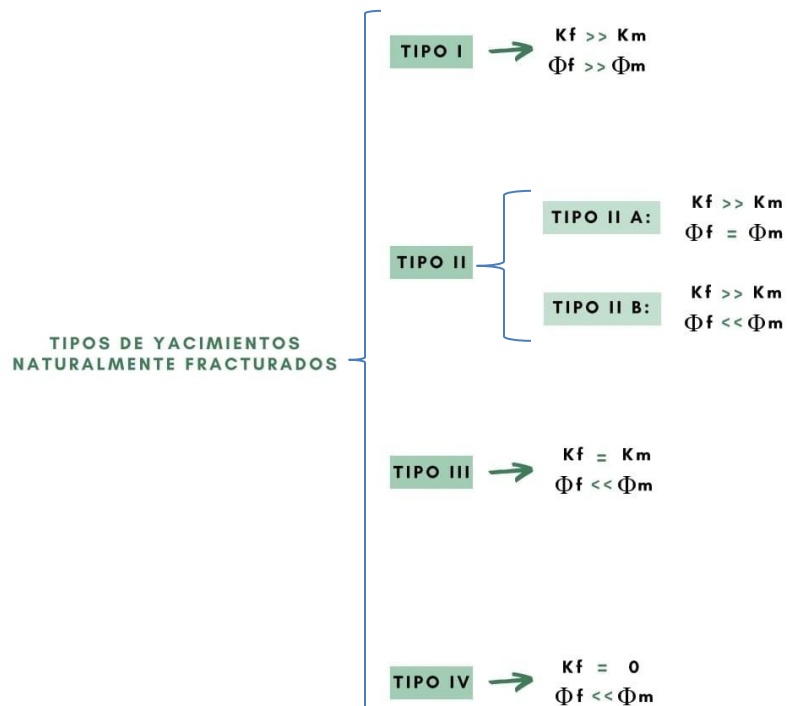 TIPO I
Kf >> Km
Φf >> Φm
TIPO II
TIPO II A:
Kf >> Km
Φf = Φm
TIPO II B:
Kf >> Km
Φf << Φm
TIPOS DE YACIMIENTOS
NATURALMENTE FRACTURADOS
TIPO III
Kf = Km
Φf << Φm
TIPO IV
Kf = 0
Φf << Φm